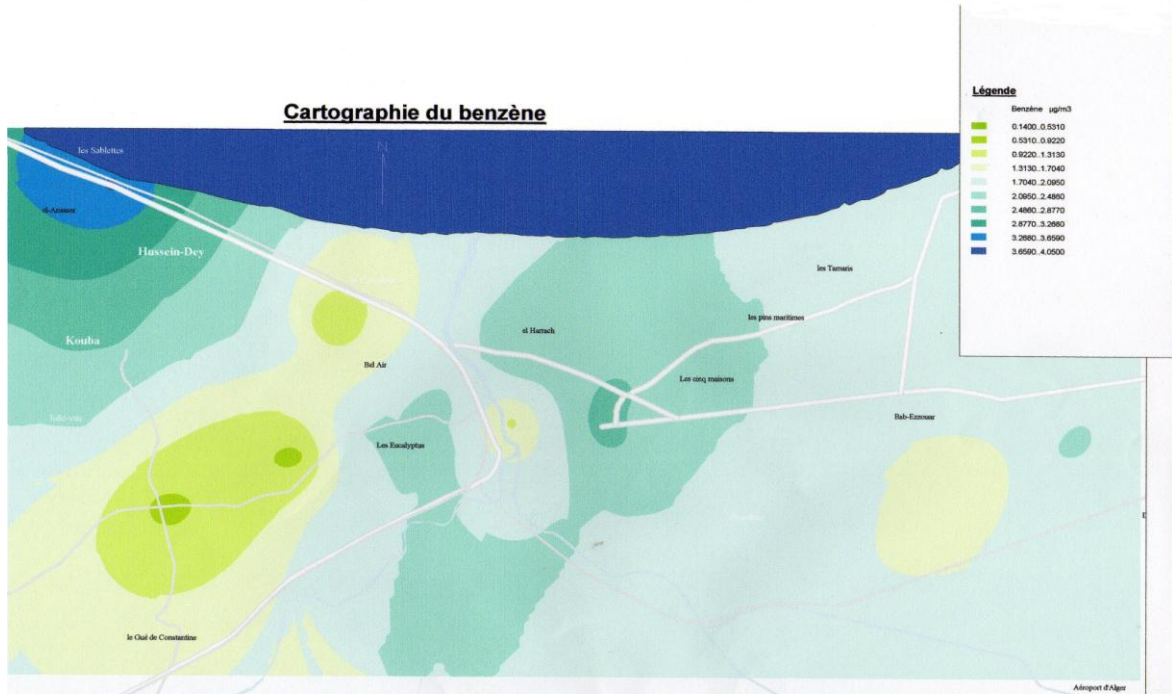 Cartographie du benzène
Légende
Benzène µg/m3
0.1400..0.5310
0.5310..0.9220
0.9220..1.3130
1.3130..1.7040
1.7040..2.0950
2.0950..2.4860
2.4860..2.8770
2.8770..3.2680
3.2680..3.6590
3.6590..4.0500
N
les Sablettes
el-Anasser
Hussein-Dey
les Tamaris
les pins maritimes
el Harrach
Kouba
Bel Air
Les cinq maisons
Bab-Ezzouar
Les Eucalyptus
le Gué de Constantine
Aéroport d'Alger